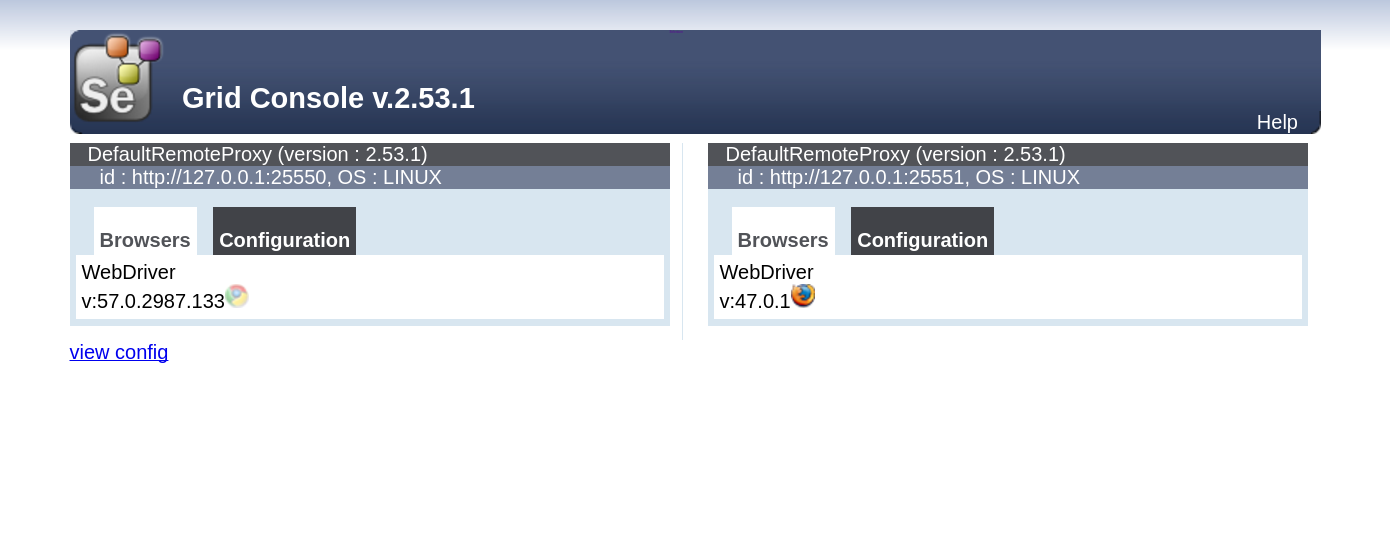 Se
Grid Console v.2.53.1
Help
DefaultRemoteProxy (version : 2.53.1)
id : http://127.0.0.1:25550, OS : LINUX
Browsers Configuration
WebDriver
v:57.0.2987.133
DefaultRemoteProxy (version : 2.53.1)
id : http://127.0.0.1:25551, OS : LINUX
Browsers Configuration
WebDriver
v:47.0.1
view config